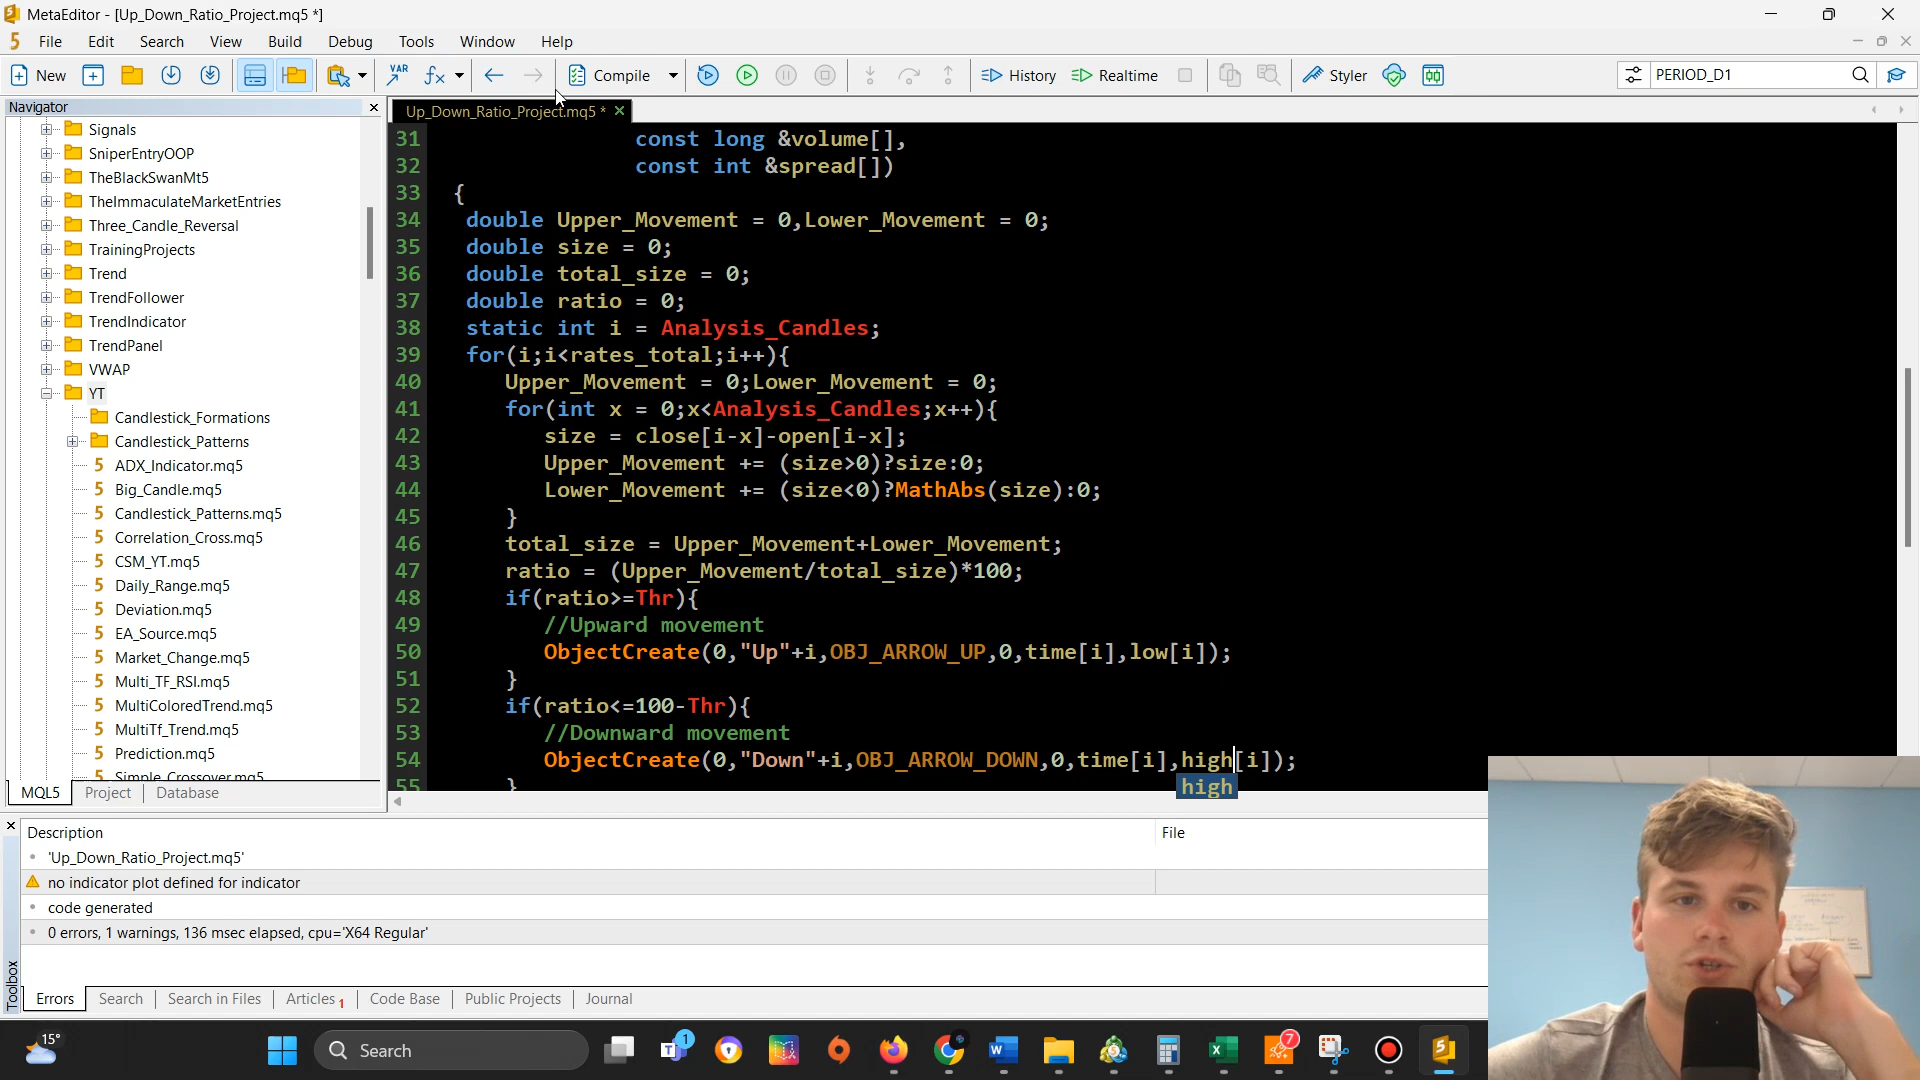 MetaEditor - [Up_Down_Ratio_Project.mq5 *]
File Edit Search View Build Debug Tools Window Help
New VAR Compile History Realtime Styler PERIOD_D1
Navigator
Up_Down_Ratio_Project.mq5 *
Signals
SniperEntryOOP
TheBlackSwanMt5
TheImmaculateMarketEntries
Three_Candle_Reversal
TrainingProjects
Trend
TrendFollower
TrendIndicator
TrendPanel
VWAP
YT
Candlestick_Formations
Candlestick_Patterns
ADX_Indicator.mq5
Big_Candle.mq5
Candlestick_Patterns.mq5
Correlation_Cross.mq5
CSM_YT.mq5
Daily_Range.mq5
Deviation.mq5
EA_Source.mq5
Market_Change.mq5
Multi_TF_RSI.mq5
MultiColoredTrend.mq5
MultiTf_Trend.mq5
Prediction.mq5
Simple_Crossover.mq5
MQL5 Project Database
31 const long &volume[],
32 const int &spread[])
33 {
34 double Upper_Movement = 0,Lower_Movement = 0;
35 double size = 0;
36 double total_size = 0;
37 double ratio = 0;
38 static int i = Analysis_Candles;
39 for(i;i<rates_total;i++){
40 Upper_Movement = 0;Lower_Movement = 0;
41 for(int x = 0;x<Analysis_Candles;x++){
42 size = close[i-x]-open[i-x];
43 Upper_Movement += (size>0)?size:0;
44 Lower_Movement += (size<0)?MathAbs(size):0;
45 }
46 total_size = Upper_Movement+Lower_Movement;
47 ratio = (Upper_Movement/total_size)*100;
48 if(ratio>=Thr){
49 //Upward movement
50 ObjectCreate(0,"Up"+i,OBJ_ARROW_UP,0,time[i],low[i]);
51 }
52 if(ratio<=100-Thr){
53 //Downward movement
54 ObjectCreate(0,"Down"+i,OBJ_ARROW_DOWN,0,time[i],high[i]);
55 }
high
Description File
'Up_Down_Ratio_Project.mq5'
no indicator plot defined for indicator
code generated
0 errors, 1 warnings, 136 msec elapsed, cpu='X64 Regular'
Toolbox
Errors Search Search in Files Articles 1 Code Base Public Projects Journal
15°
Search
1
7